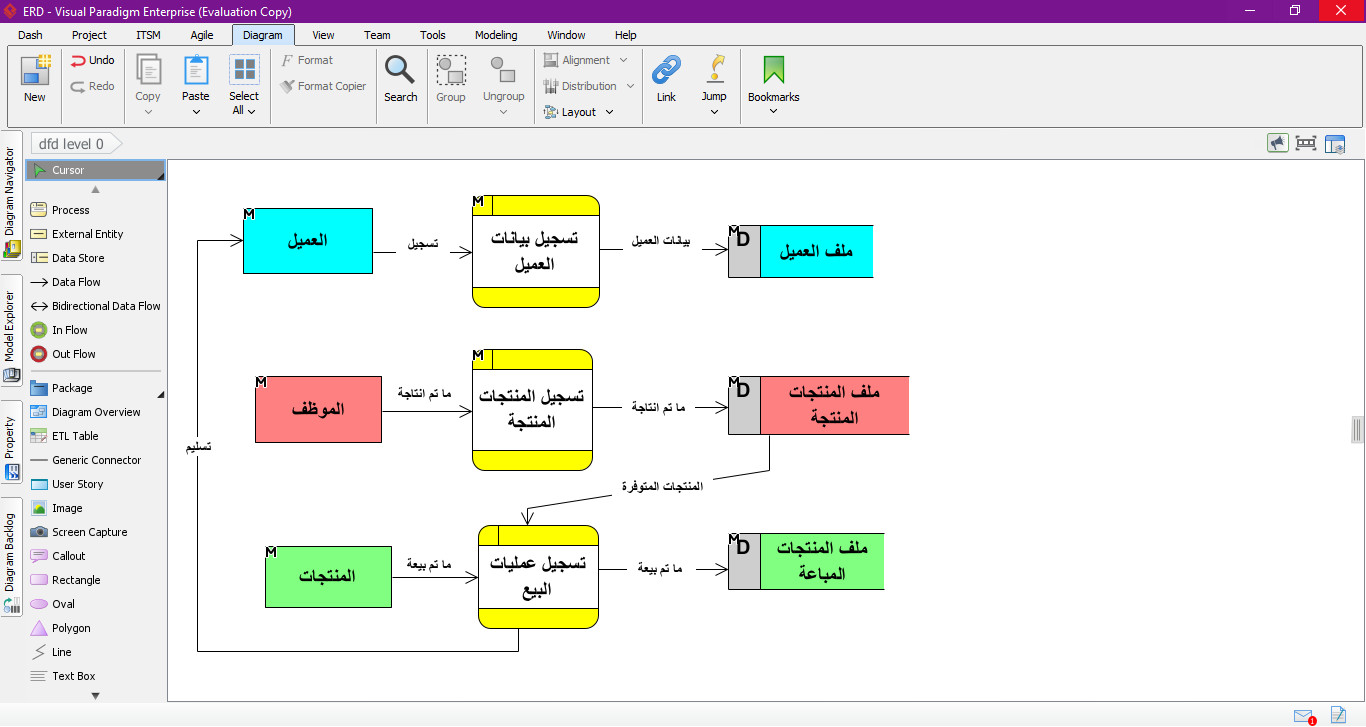 ERD - Visual Paradigm Enterprise (Evaluation Copy)
Dash Project ITSM Agile Diagram View Team Tools Modeling Window Help
New
Undo
Redo
Copy
Paste
Select All
Format
Format Copier
Search
Group
Ungroup
Alignment
Distribution
Layout
Link
Jump
Bookmarks
dfd level 0
Diagram Navigator
Model Explorer
Property
Diagram Backlog
Cursor
Process
External Entity
Data Store
Data Flow
Bidirectional Data Flow
In Flow
Out Flow
Package
Diagram Overview
ETL Table
Generic Connector
User Story
Image
Screen Capture
Callout
Rectangle
Oval
Polygon
Line
Text Box
M
العميل
تسجيل
M
تسجيل بيانات
العميل
بيانات العميل
M
D
ملف العميل
M
الموظف
ما تم انتاجة
M
تسجيل المنتجات
المنتجة
ما تم انتاجة
M
D
ملف المنتجات
المنتجة
تسليم
المنتجات المتوفرة
M
المنتجات
ما تم بيعة
تسجيل عمليات
البيع
ما تم بيعة
M
D
ملف المنتجات
المباعة
1